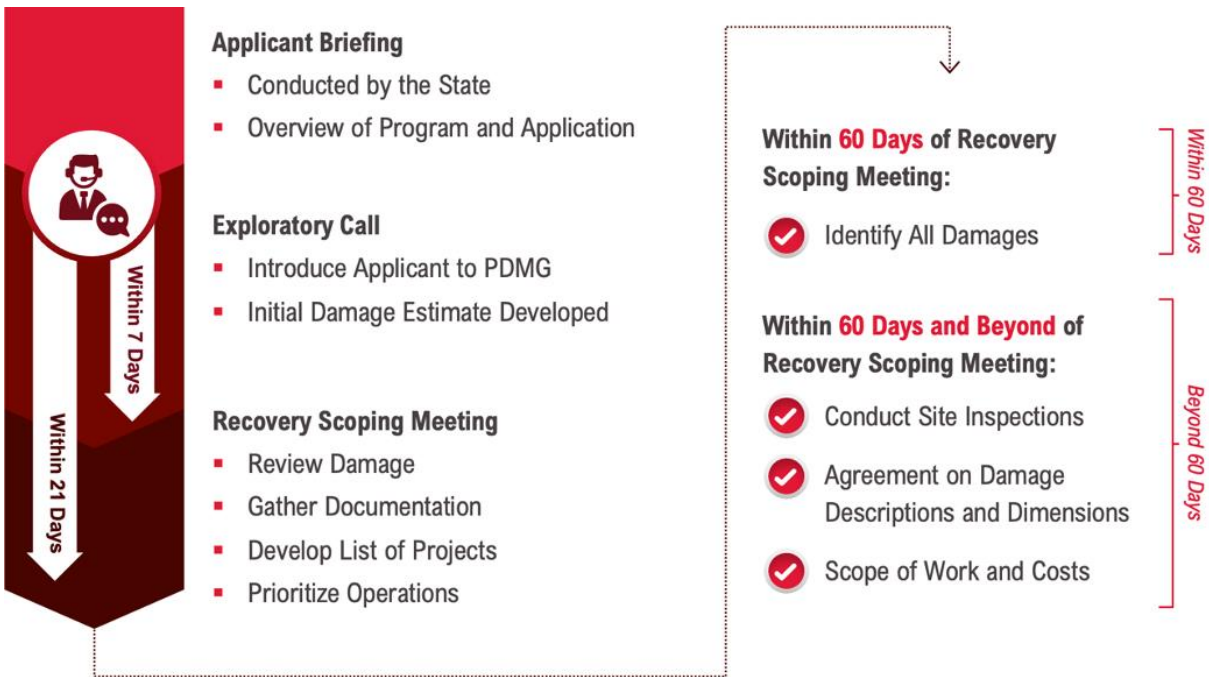 Applicant Briefing
▪ Conducted by the State
▪ Overview of Program and Application
Exploratory Call
▪ Introduce Applicant to PDMG
▪ Initial Damage Estimate Developed
Within 7 Days
Recovery Scoping Meeting
▪ Review Damage
▪ Gather Documentation
▪ Develop List of Projects
▪ Prioritize Operations
Within 21 Days
Within 60 Days of Recovery
Scoping Meeting:
Identify All Damages
Within 60 Days
Within 60 Days and Beyond of
Recovery Scoping Meeting:
Conduct Site Inspections
Agreement on Damage
Descriptions and Dimensions
Scope of Work and Costs
Beyond 60 Days